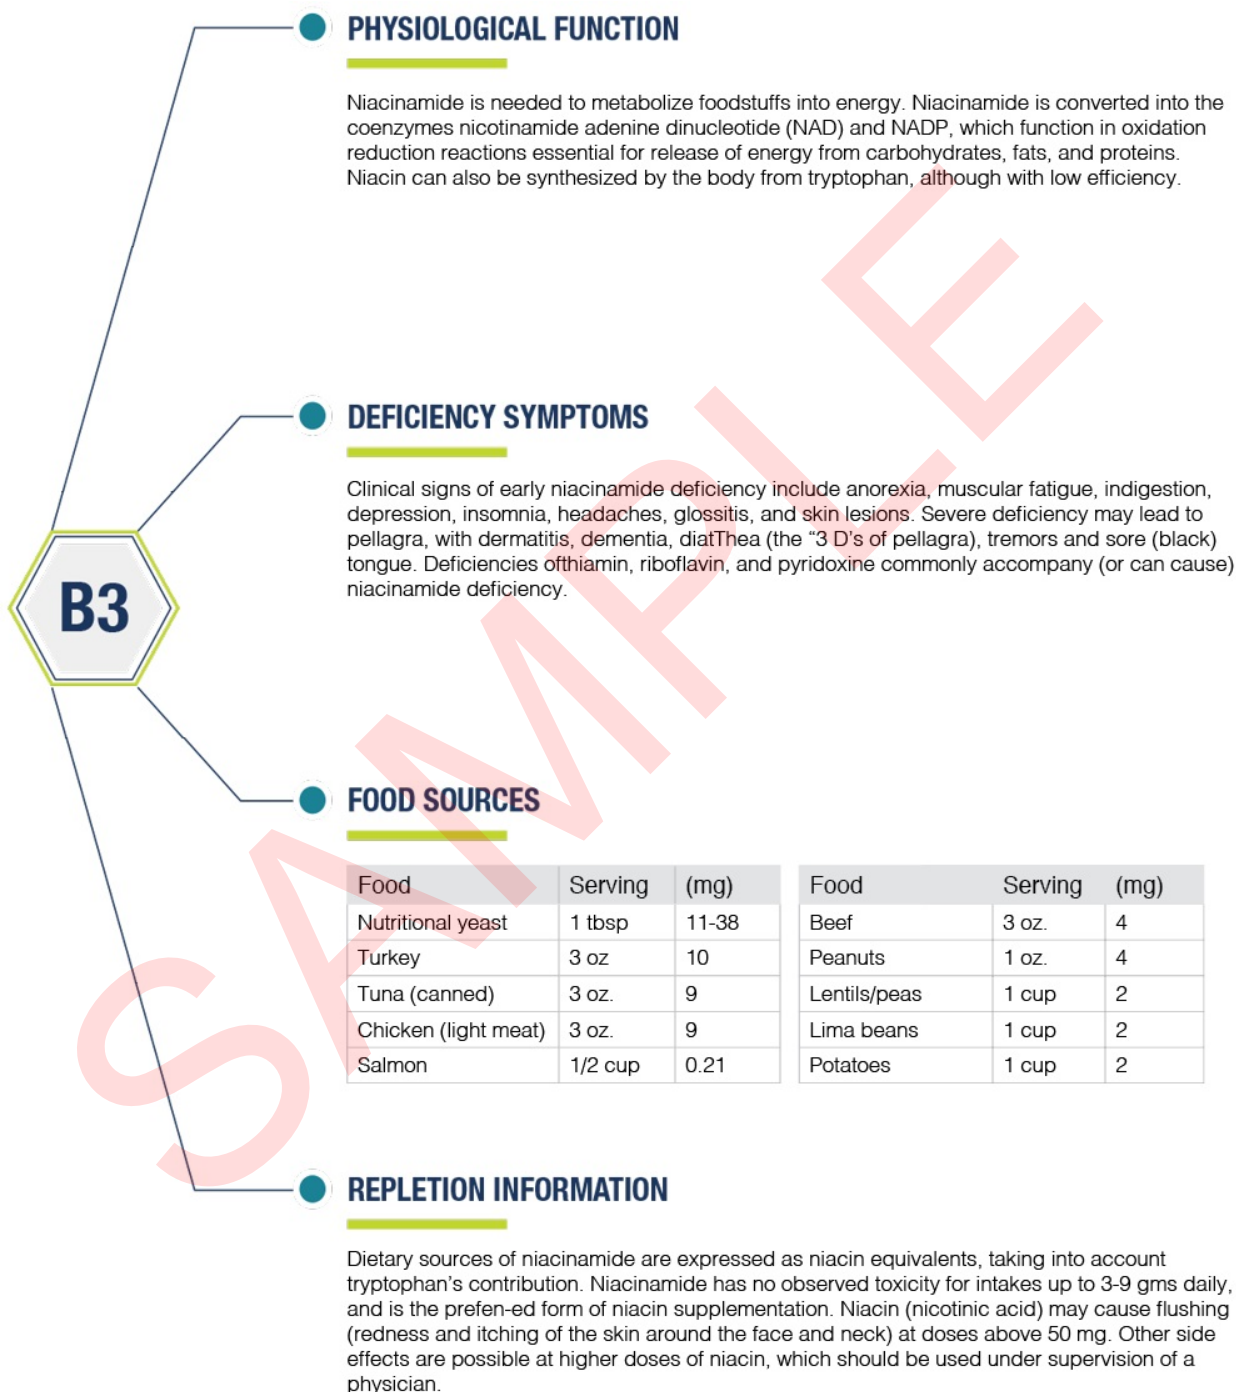 PHYSIOLOGICAL FUNCTION
Niacinamide is needed to metabolize foodstuffs into energy. Niacinamide is converted into the
coenzymes nicotinamide adenine dinucleotide (NAD) and NADP, which function in oxidation
reduction reactions essential for release of energy from carbohydrates, fats, and proteins.
Niacin can also be synthesized by the body from tryptophan, although with low efficiency.
DEFICIENCY SYMPTOMS
Clinical signs of early niacinamide deficiency include anorexia, muscular fatigue, indigestion,
depression, insomnia, headaches, glossitis, and skin lesions. Severe deficiency may lead to
pellagra, with dermatitis, dementia, diatThea (the “3 D's of pellagra), tremors and sore (black)
tongue. Deficiencies ofthiamin, riboflavin, and pyridoxine commonly accompany (or can cause)
niacinamide deficiency.
B3
FOOD SOURCES
Food Serving (mg)
Nutritional yeast 1 tbsp 11-38
Turkey 3 oz 10
Tuna (canned) 3 oz. 9
Chicken (light meat) 3 oz. 9
Salmon 1/2 cup 0.21
Food Serving (mg)
Beef 3 oz. 4
Peanuts 1 oz. 4
Lentils/peas 1 cup 2
Lima beans 1 cup 2
Potatoes 1 cup 2
REPLETION INFORMATION
Dietary sources of niacinamide are expressed as niacin equivalents, taking into account
tryptophan's contribution. Niacinamide has no observed toxicity for intakes up to 3-9 gms daily,
and is the prefen-ed form of niacin supplementation. Niacin (nicotinic acid) may cause flushing
(redness and itching of the skin around the face and neck) at doses above 50 mg. Other side
effects are possible at higher doses of niacin, which should be used under supervision of a
physician.
SAMPLE